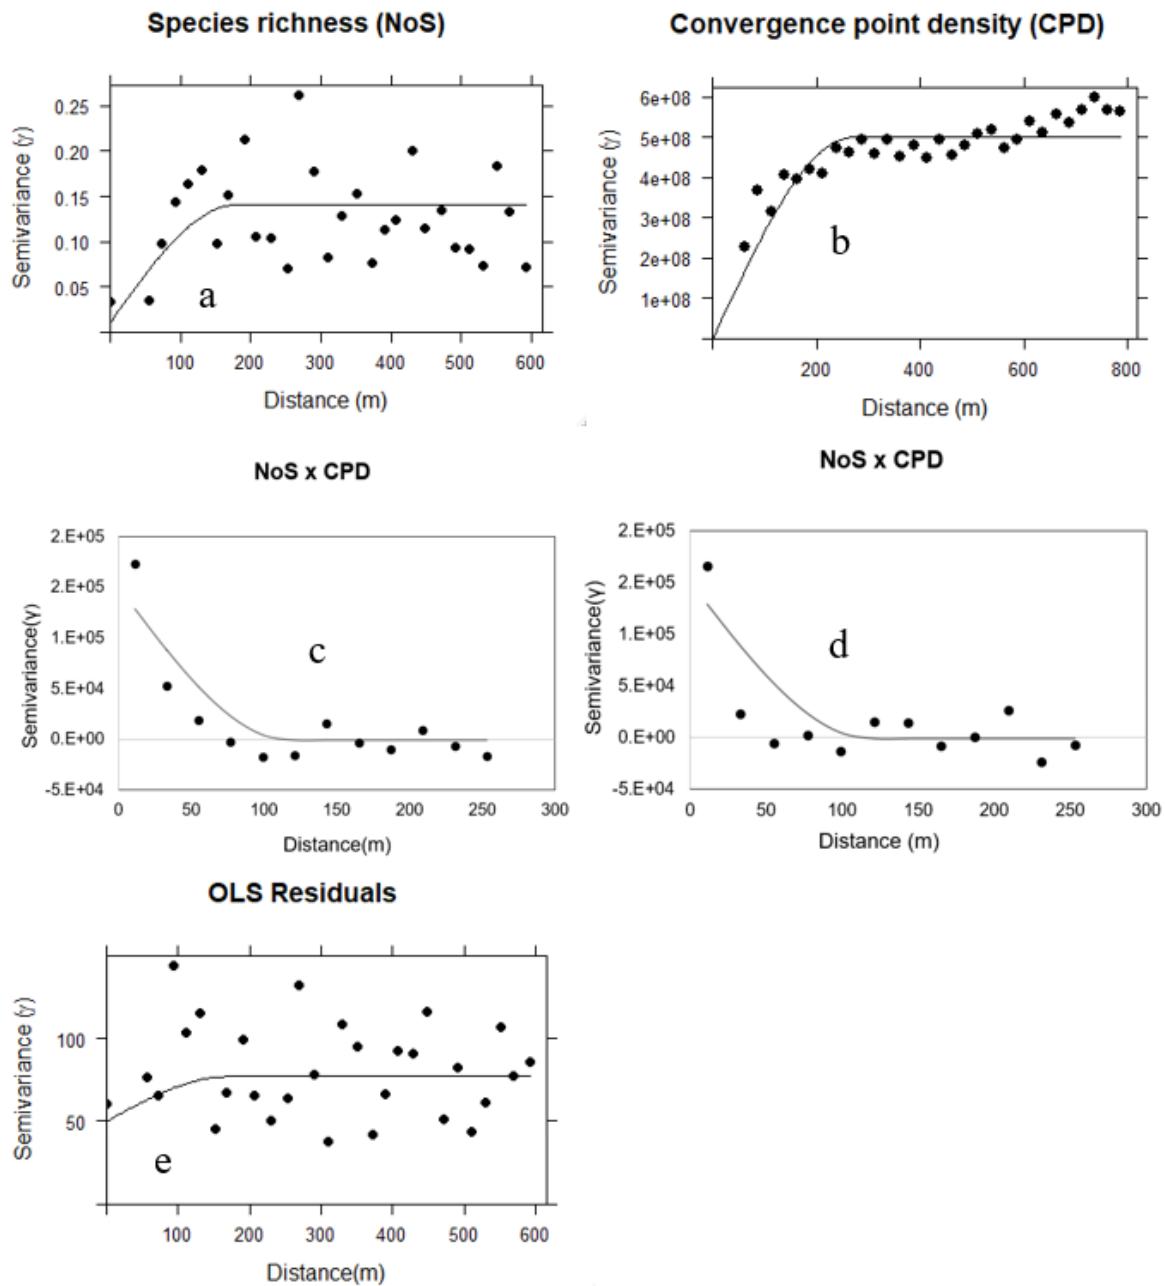 Species richness (NoS)
Semivariance (γ)
0.25
0.20
0.15
0.10
0.05
a
100 200 300 400 500 600
Distance (m)
Convergence point density (CPD)
Semivariance (γ)
6e+08
5e+08
4e+08
3e+08
2e+08
1e+08
b
200 400 600 800
Distance (m)
NoS x CPD
Semivariance(γ)
2.E+05
2.E+05
1.E+05
5.E+04
0.E+00
-5.E+04
c
0 50 100 150 200 250 300
Distance(m)
NoS x CPD
Semivariance(γ)
2.E+05
2.E+05
1.E+05
5.E+04
0.E+00
-5.E+04
d
0 50 100 150 200 250 300
Distance (m)
OLS Residuals
Semivariance (γ)
100
50
e
100 200 300 400 500 600
Distance(m)